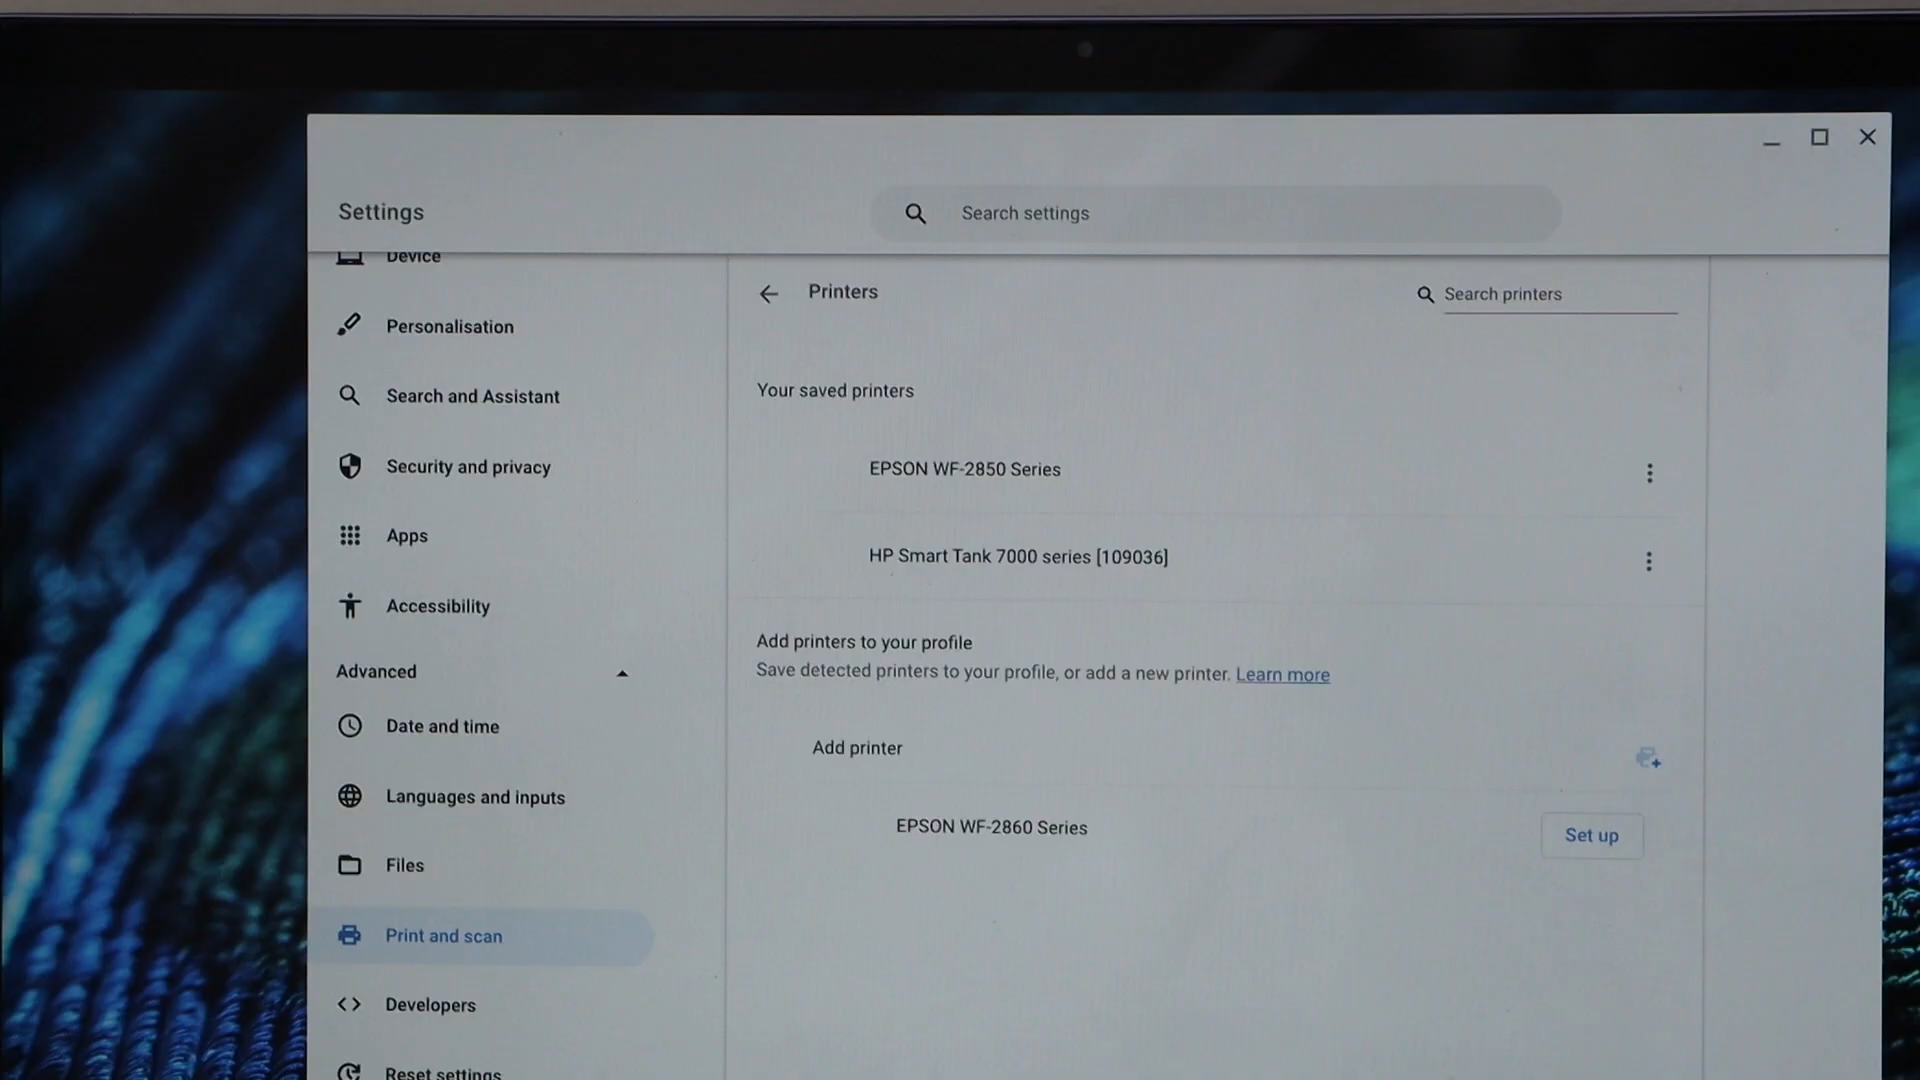 Settings
Search settings
Device
Personalisation
Search and Assistant
Security and privacy
Apps
Accessibility
Advanced
Date and time
Languages and inputs
Files
Print and scan
Developers
Reset settings
Printers
Search printers
Your saved printers
EPSON WF-2850 Series
HP Smart Tank 7000 series [109036]
Add printers to your profile
Save detected printers to your profile, or add a new printer. Learn more
Add printer
EPSON WF-2860 Series
Set up